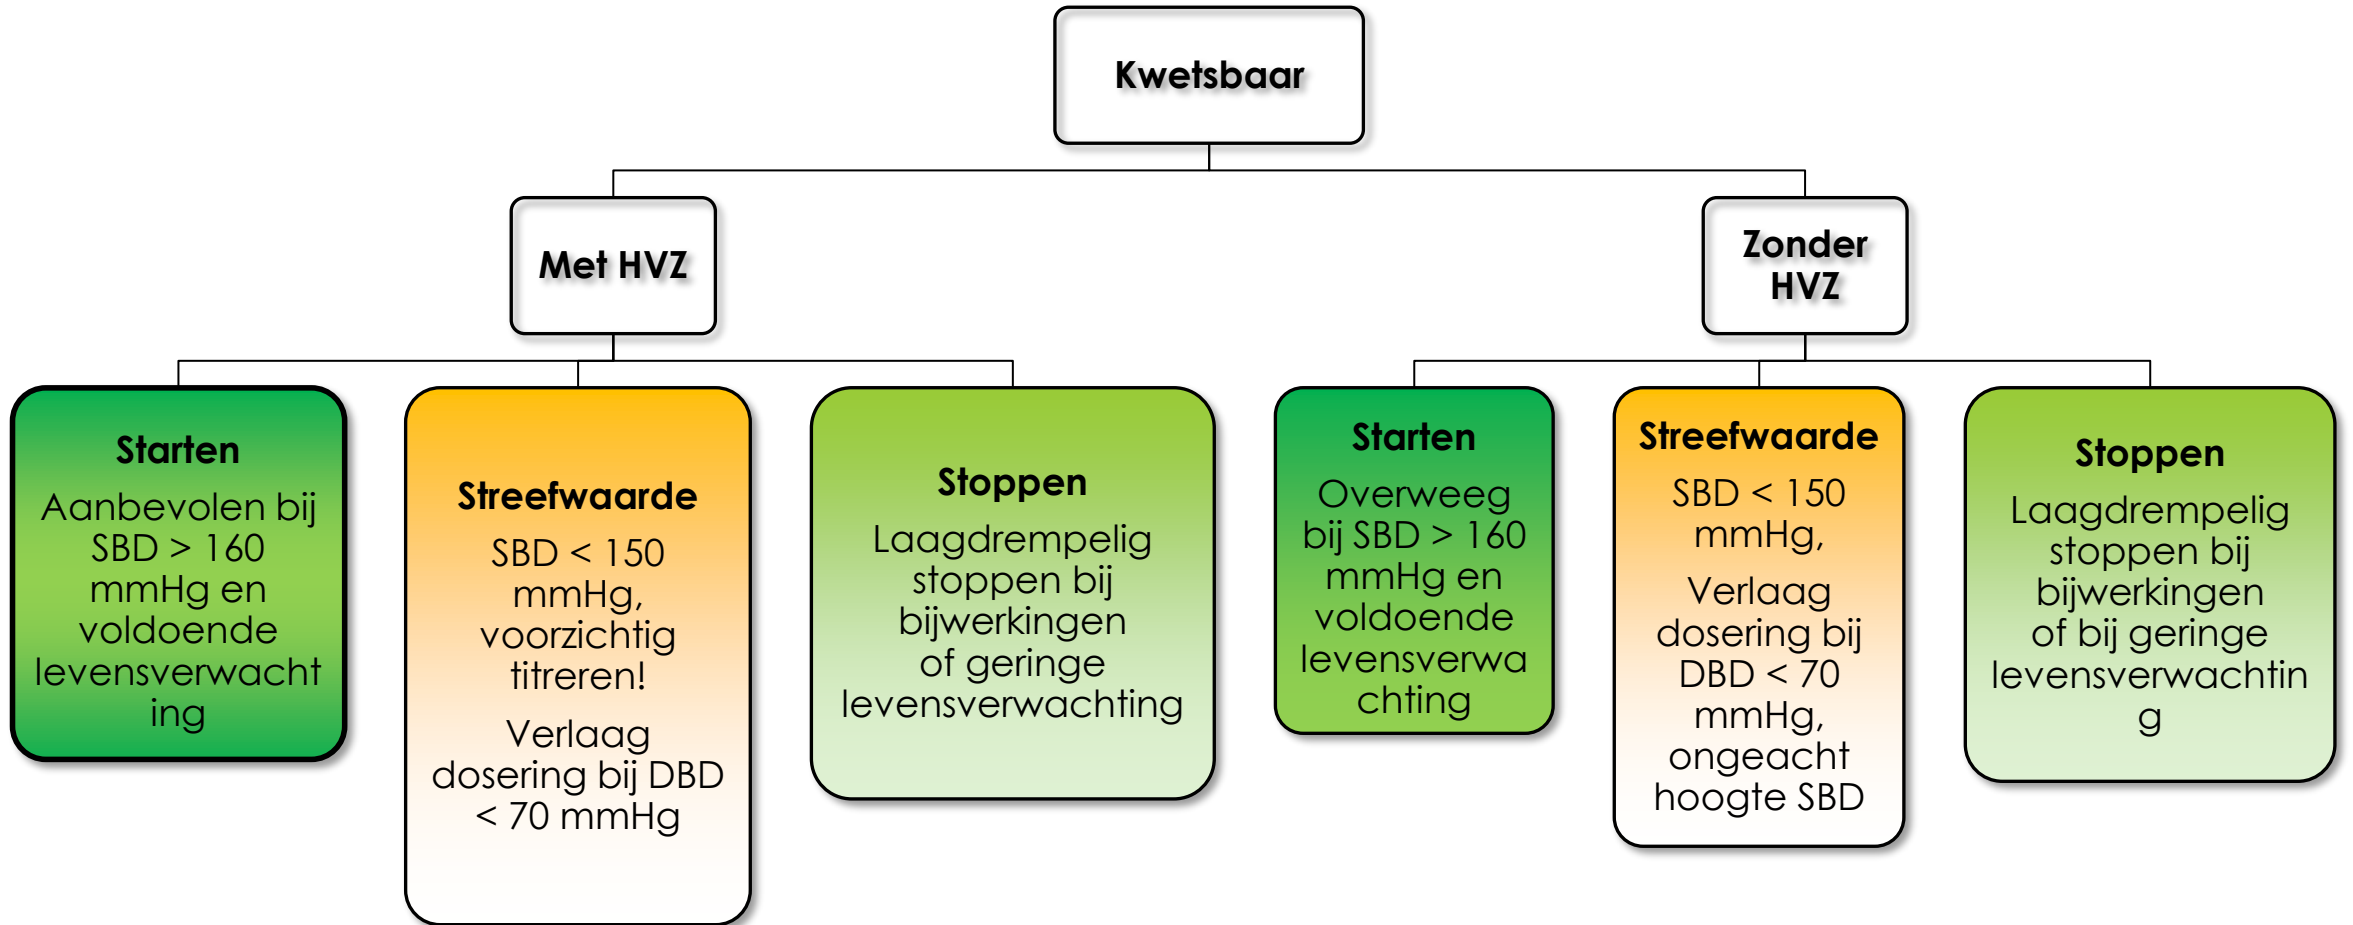 Kwetsbaar
Met HVZ
Zonder
HVZ
Starten
Aanbevolen bij
SBD > 160
mmHg en
voldoende
levensverwacht
ing
Streefwaarde
SBD < 150
mmHg,
voorzichtig
titreren!
Verlaag
dosering bij DBD
< 70 mmHg
Stoppen
Laagdrempelig
stoppen bij
bijwerkingen
of geringe
levensverwachting
Starten
Overweeg
bij SBD > 160
mmHg en
voldoende
levensverwa
chting
Streefwaarde
SBD < 150
mmHg,
Verlaag
dosering bij
DBD < 70
mmHg,
ongeacht
hoogte SBD
Stoppen
Laagdrempelig
stoppen bij
bijwerkingen
of bij geringe
levensverwachtin
g